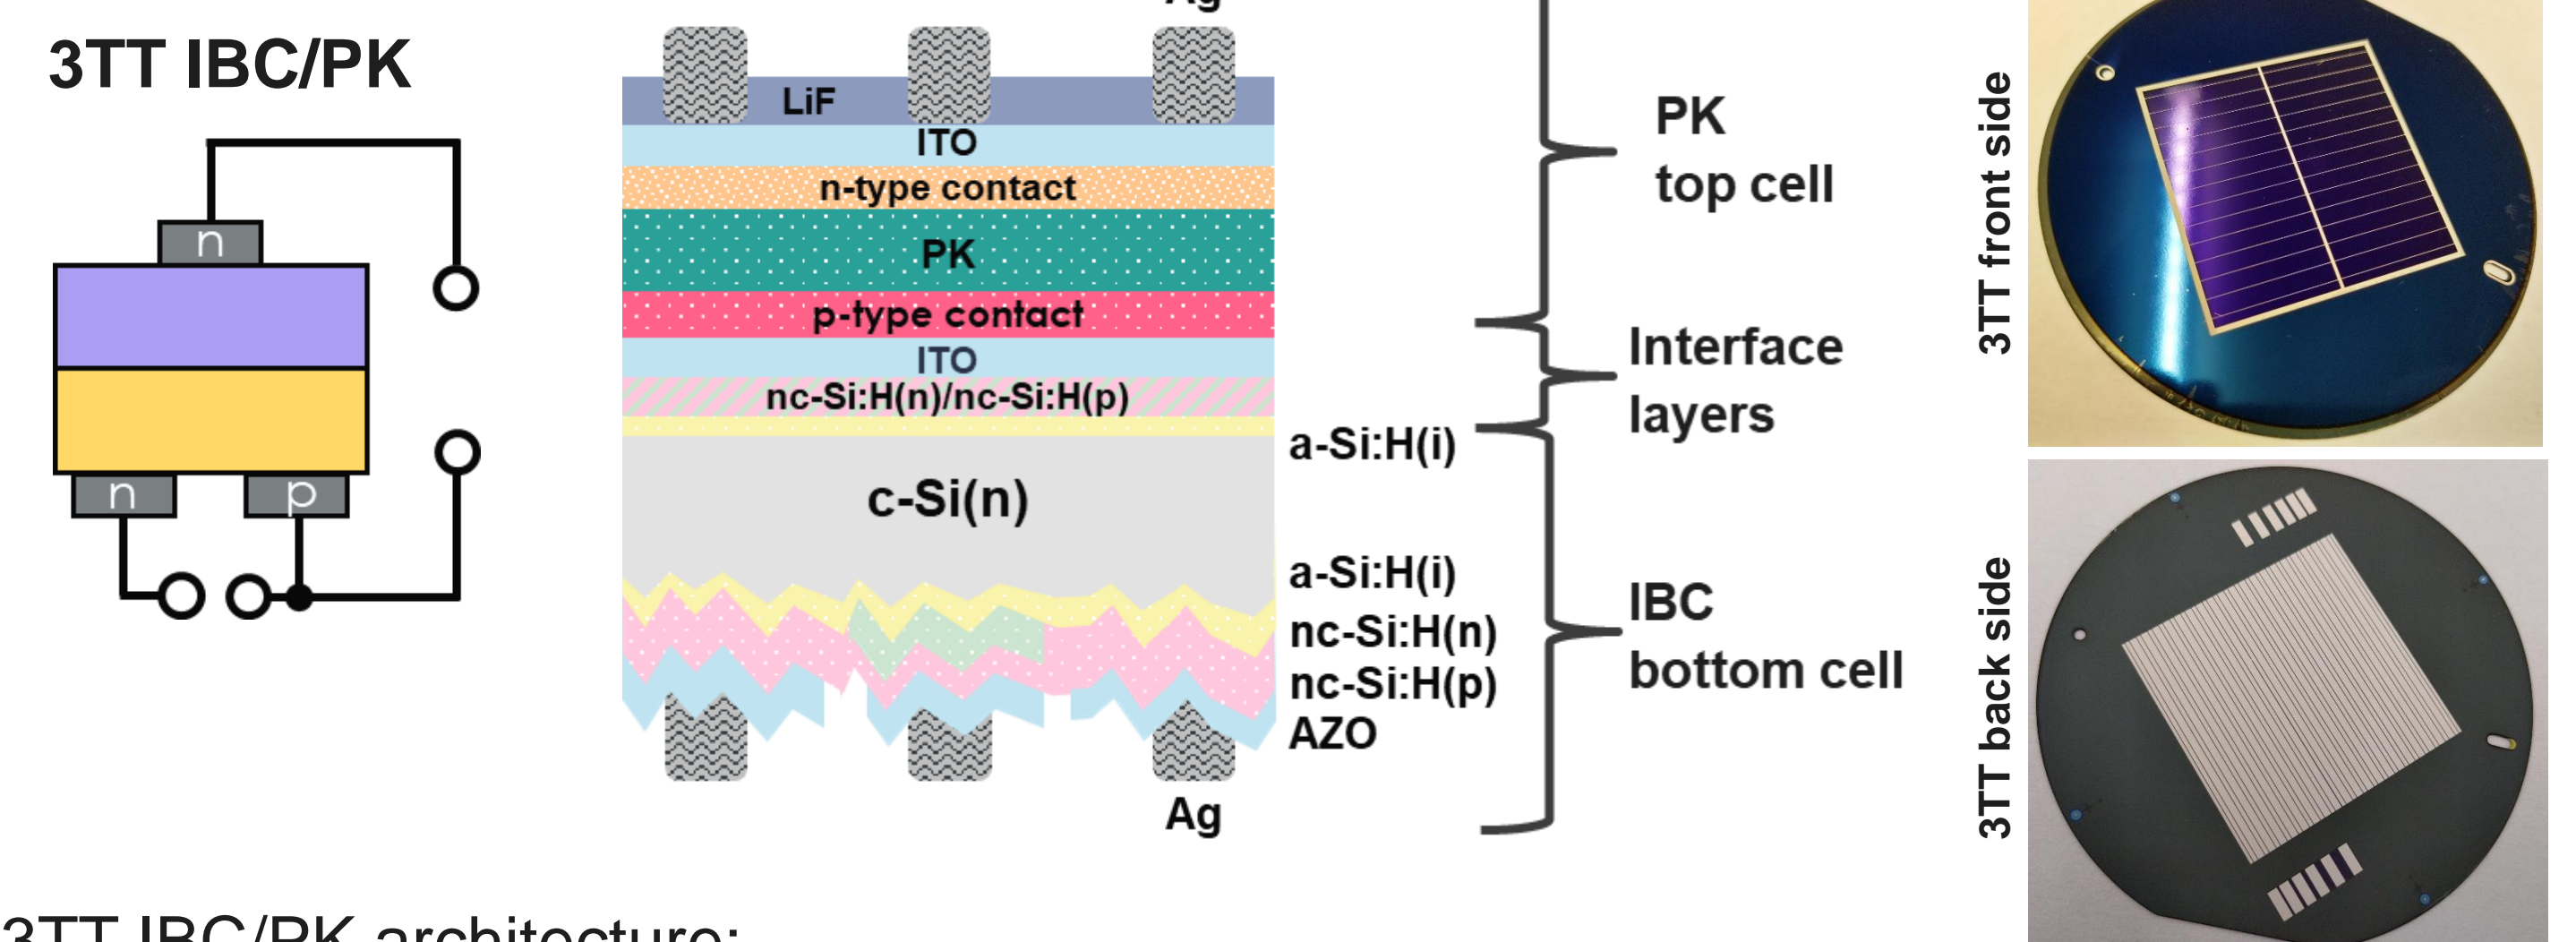 Ag
3TT IBC/PK
n
n
p
LiF
ITO
n-type contact
PK
p-type contact
ITO
nc-Si:H(n)/nc-Si:H(p)
c-Si(n)
a-Si:H(i)
a-Si:H(i)
nc-Si:H(n)
nc-Si:H(p)
AZO
Ag
PK
top cell
Interface
layers
IBC
bottom cell
3TT front side
3TT back side
3TT IBC/PK architecture: